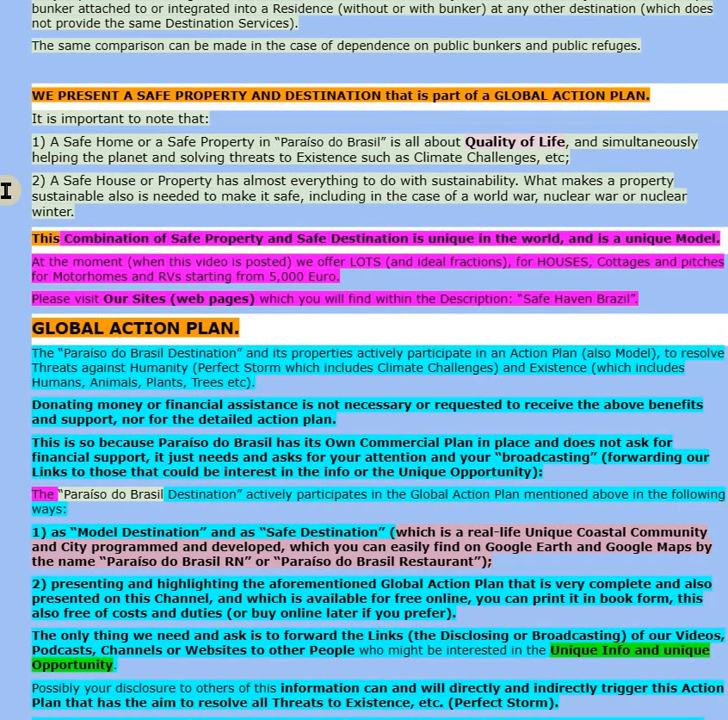 bunker attached to or integrated into a Residence (without or with bunker) at any other destination (which does
not provide the same Destination Services).
The same comparison can be made in the case of dependence on public bunkers and public refuges.
WE PRESENT A SAFE PROPERTY AND DESTINATION that is part of a GLOBAL ACTION PLAN.
It is important to note that:
1) A Safe Home or a Safe Property in “Paraíso do Brasil” is all about Quality of Life, and simultaneously
helping the planet and solving threats to Existence such as Climate Challenges, etc;
2) A Safe House or Property has almost everything to do with sustainability. What makes a property
sustainable also is needed to make it safe, including in the case of a world war, nuclear war or nuclear
winter.
This Combination of Safe Property and Safe Destination is unique in the world, and is a unique Model.
At the moment (when this video is posted) we offer LOTS (and ideal fractions), for HOUSES, Cottages and pitches
for Motorhomes and RVs starting from 5,000 Euro.
Please visit Our Sites (web pages) which you will find within the Description: “Safe Haven Brazil”.
GLOBAL ACTION PLAN.
The “Paraíso do Brasil Destination” and its properties actively participate in an Action Plan (also Model), to resolve
Threats against Humanity (Perfect Storm which includes Climate Challenges) and Existence (which includes
Humans, Animals, Plants, Trees etc).
Donating money or financial assistance is not necessary or requested to receive the above benefits
and support, nor for the detailed action plan.
This is so because Paraíso do Brasil has its Own Commercial Plan in place and does not ask for
financial support, it just needs and asks for your attention and your “broadcasting” (forwarding our
Links to those that could be interest in the info or the Unique Opportunity):
The “Paraíso do Brasil Destination” actively participates in the Global Action Plan mentioned above in the following
ways:
1) as “Model Destination” and as “Safe Destination” (which is a real-life Unique Coastal Community
and City programmed and developed, which you can easily find on Google Earth and Google Maps by
the name “Paraíso do Brasil RN” or “Paraíso do Brasil Restaurant”);
2) presenting and highlighting the aforementioned Global Action Plan that is very complete and also
presented on this Channel, and which is available for free online, you can print it in book form, this
also free of costs and duties (or buy online later if you prefer).
The only thing we need and ask is to forward the Links (the Disclosing or Broadcasting) of our Videos,
Podcasts, Channels or Websites to other People who might be interested in the Unique Info and unique
Opportunity.
Possibly your disclosure to others of this information can and will directly and indirectly trigger this Action
Plan that has the aim to resolve all Threats to Existence, etc. (Perfect Storm).